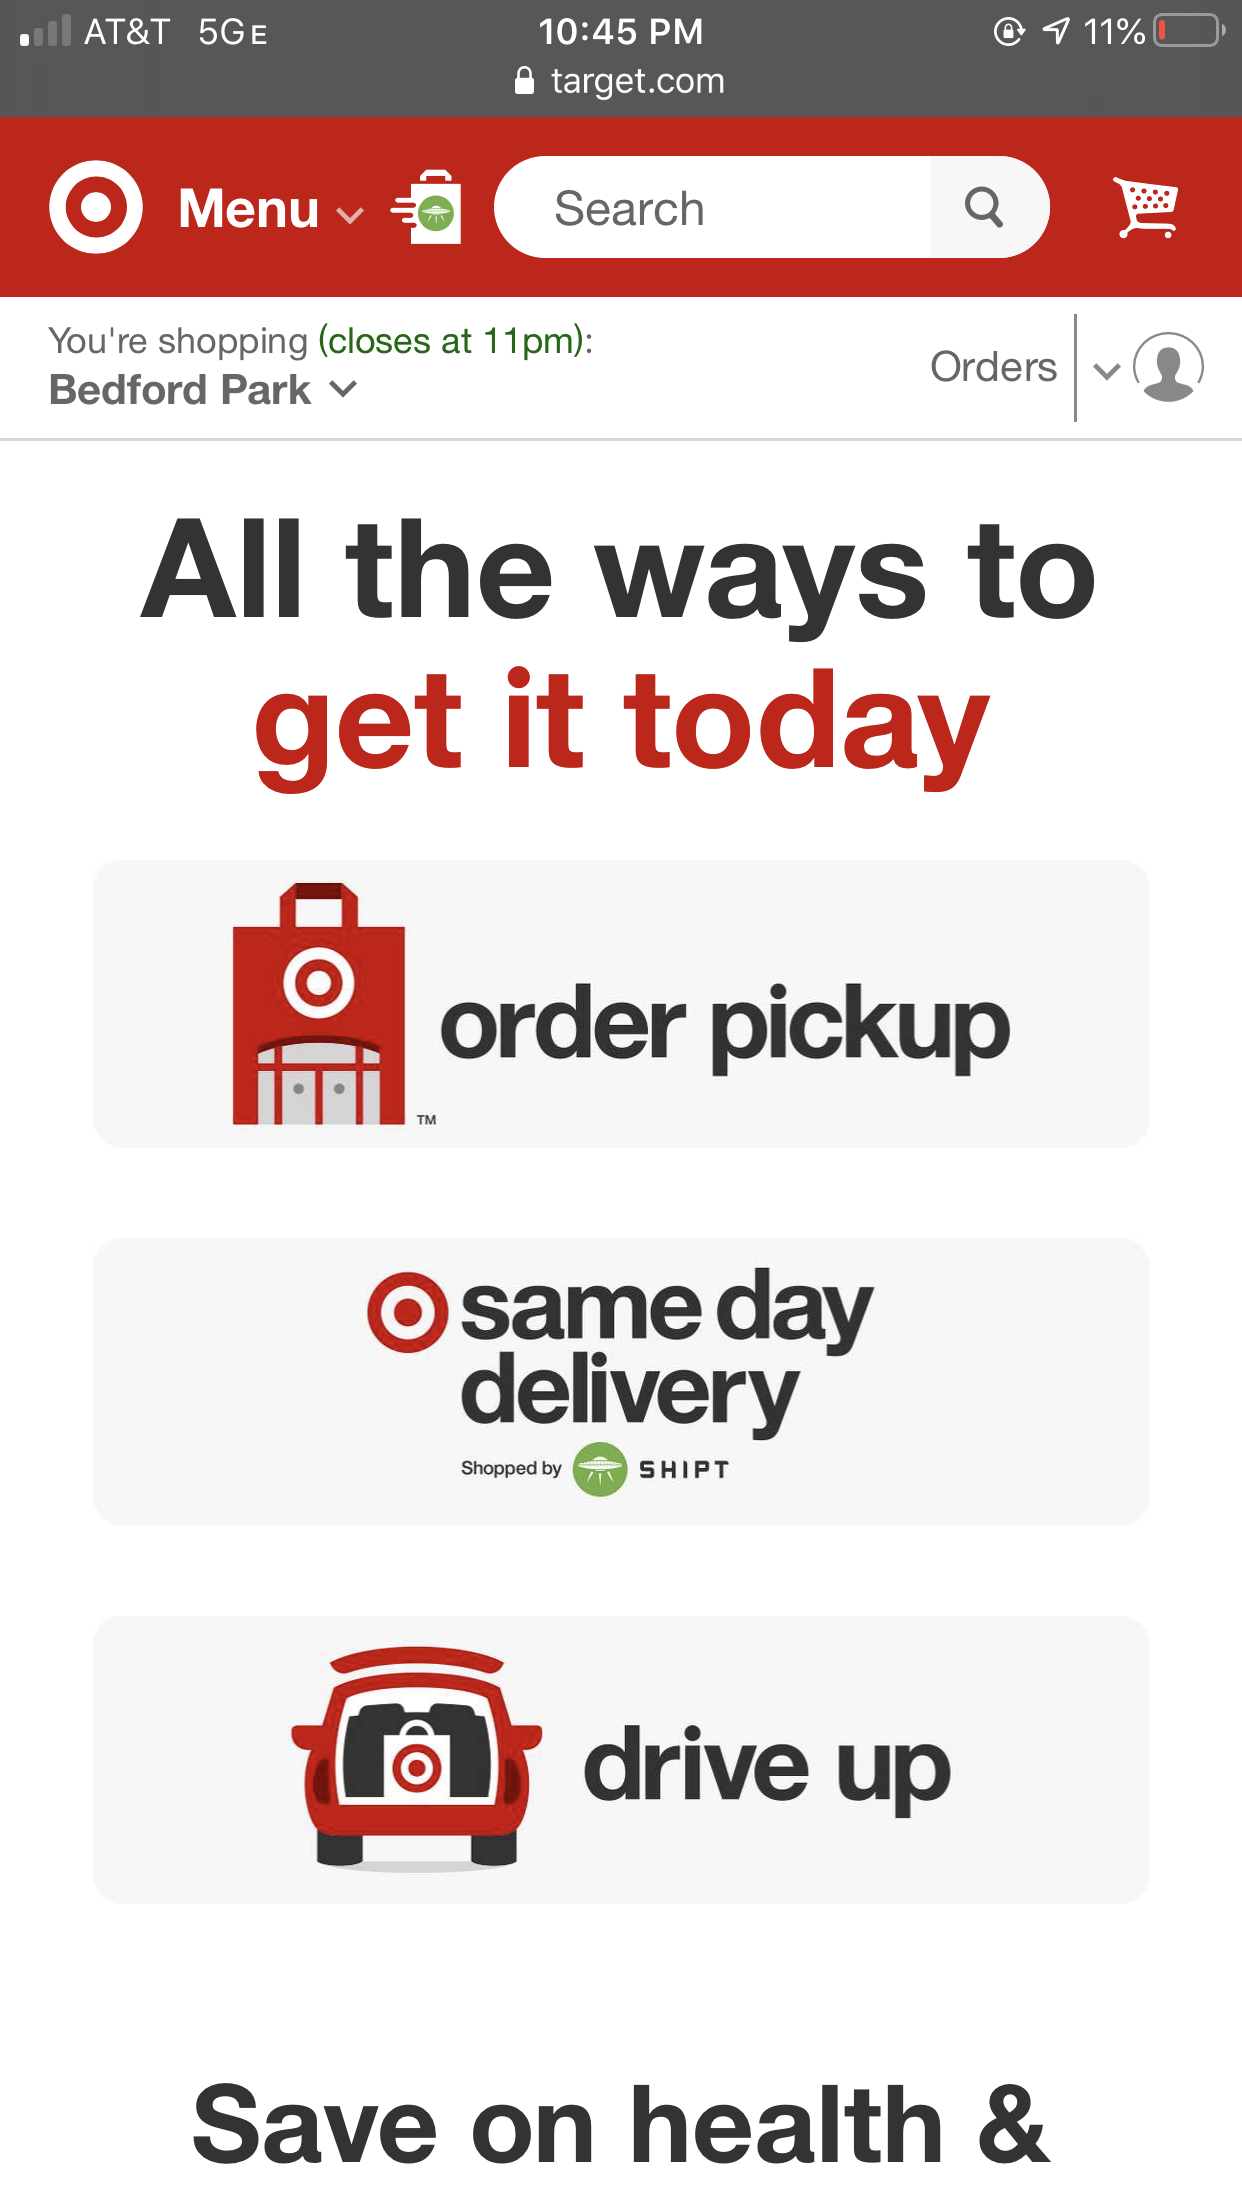 AT&T 5GE 10:45 PM 11%
target.com
Menu Search
You're shopping (closes at 11pm):
Bedford Park
Orders
All the ways to
get it today
order pickup
TM
same day
delivery
Shopped by SHIPT
drive up
Save on health &